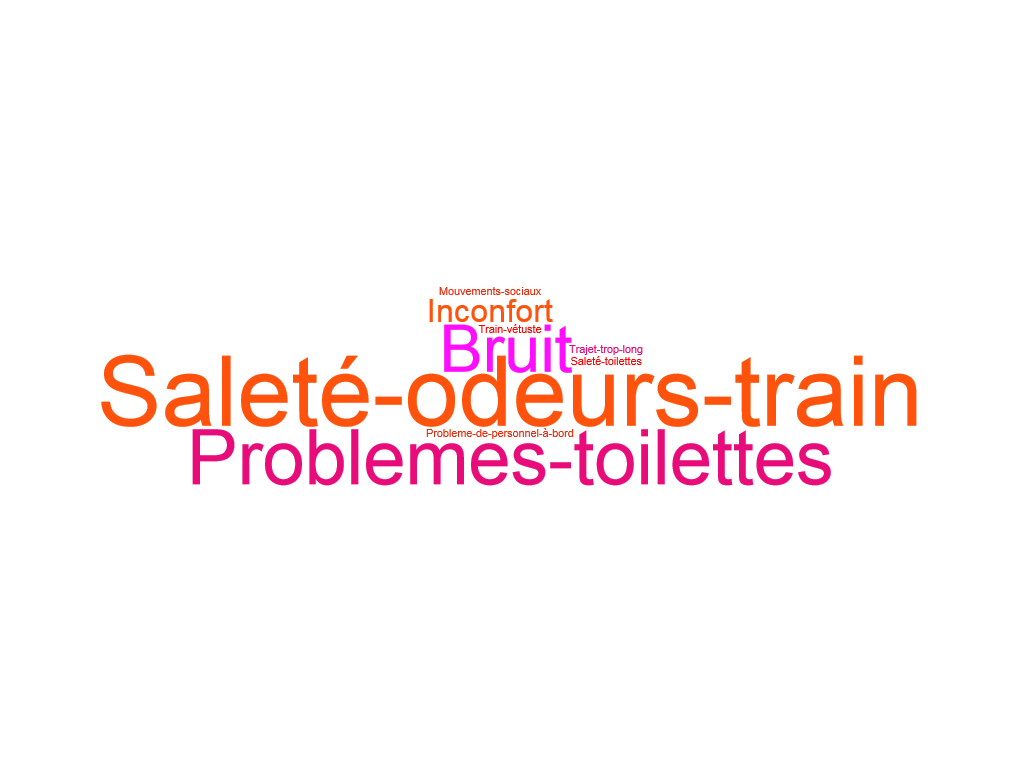 Mouvements-sociaux
Inconfort
Train-vétuste
Bruit
Trajet-trop-long
Saleté-toilettes
Saleté-odeurs-train
Probleme-de-personnel-à-bord
Problemes-toilettes